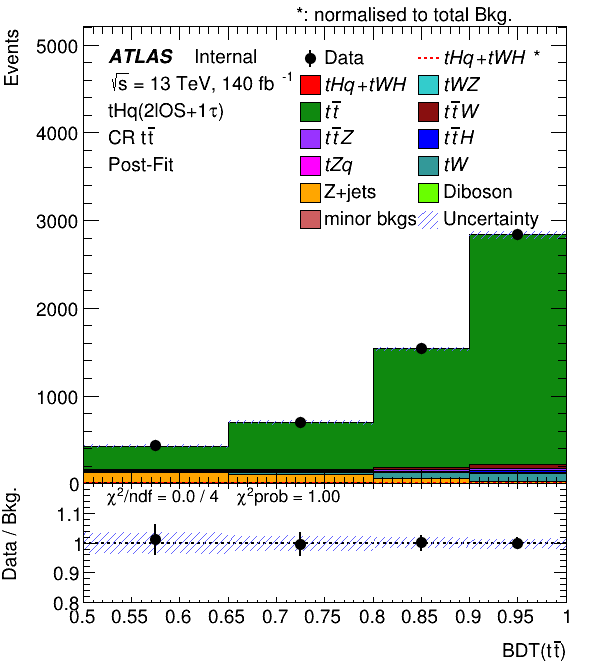 *: normalised to total Bkg.
Events
5000
4000
3000
2000
1000
0
ATLAS Internal
√s = 13 TeV, 140 fb⁻¹
tHq(2lOS+1τ)
CR tt̅
Post-Fit
Data
tHq+tWH *
tHq+tWH
tWZ
tt̅
tt̅W
tt̅Z
tt̅H
tZq
tW
Z+jets
Diboson
minor bkgs
Uncertainty
χ²/ndf = 0.0 / 4 χ²prob = 1.00
Data / Bkg.
1.1
1
0.9
0.8
0.5 0.55 0.6 0.65 0.7 0.75 0.8 0.85 0.9 0.95 1
BDT(tt̅)